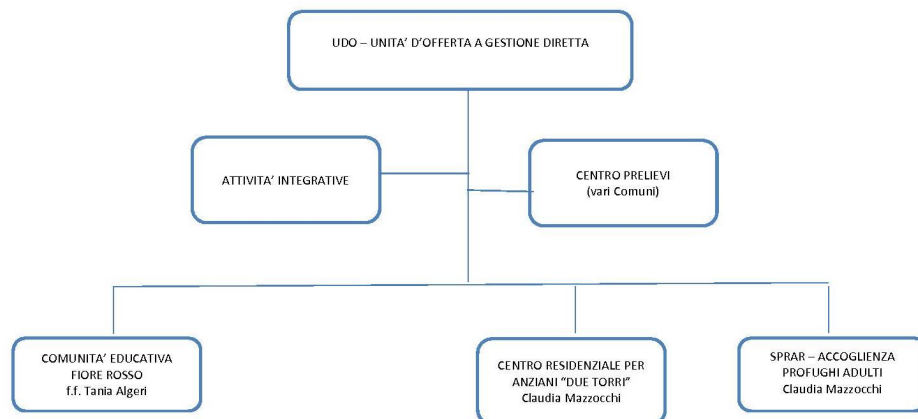 UDO – UNITA’ D’OFFERTA A GESTIONE DIRETTA
ATTIVITA’ INTEGRATIVE
CENTRO PRELIEVI
(vari Comuni)
COMUNITA’ EDUCATIVA
FIORE ROSSO
f.f. Tania Algeri
CENTRO RESIDENZIALE PER
ANZIANI “DUE TORRI”
Claudia Mazzocchi
SPRAR – ACCOGLIENZA
PROFUGHI ADULTI
Claudia Mazzocchi